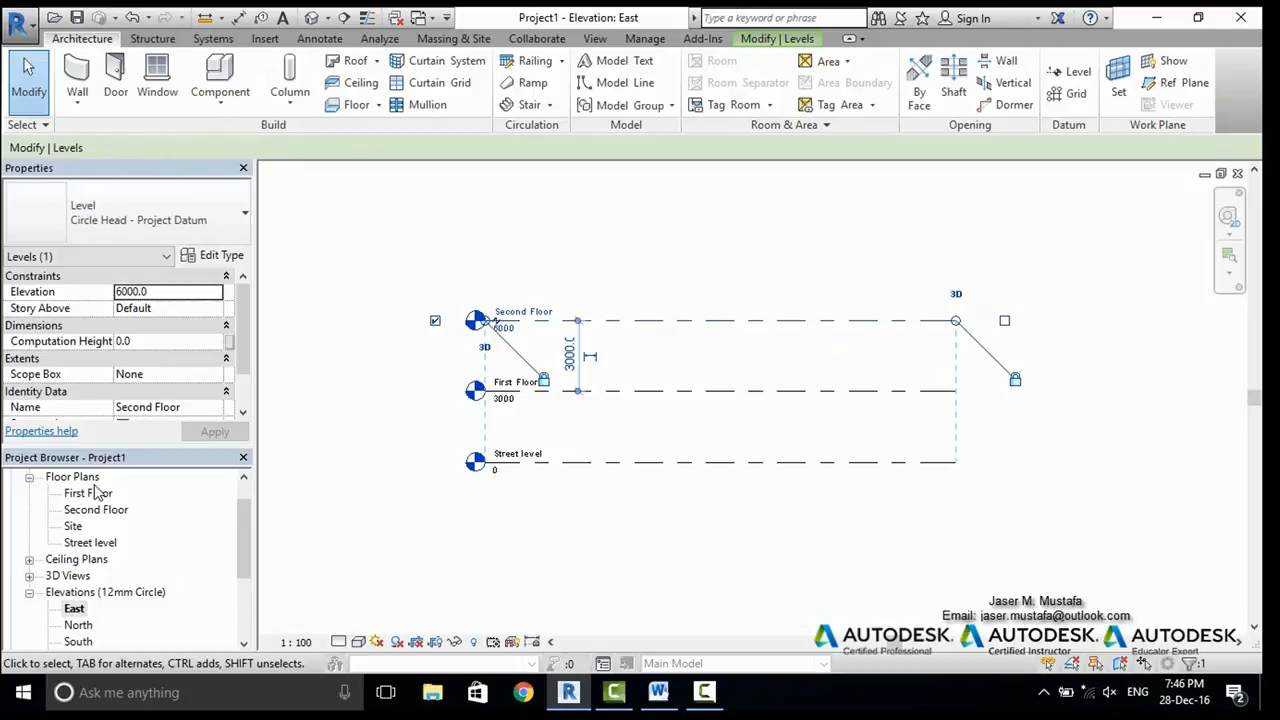 Project1 - Elevation: East
Type a keyword or phrase
Sign In
Architecture Structure Systems Insert Annotate Analyze Massing & Site Collaborate View Manage Add-Ins Modify | Levels
Modify
Wall
Door
Window
Component
Column
Roof
Ceiling
Floor
Curtain System
Curtain Grid
Mullion
Railing
Ramp
Stair
Model Text
Model Line
Model Group
Room
Room Separator
Tag Room
Area
Area Boundary
Tag Area
By
Face
Shaft
Wall
Vertical
Dormer
Level
Grid
Set
Show
Ref Plane
Viewer
Select
Build
Circulation
Model
Room & Area
Opening
Datum
Work Plane
Modify | Levels
Properties
Level
Circle Head - Project Datum
Levels (1)
Edit Type
Constraints
Elevation 6000.0
Story Above Default
Dimensions
Computation Height 0.0
Extents
Scope Box None
Identity Data
Name Second Floor
Properties help
Apply
Project Browser - Project1
Floor Plans
First Floor
Second Floor
Site
Street level
Ceiling Plans
3D Views
Elevations (12mm Circle)
East
North
South
2D
3D
Second Floor
6000
3D
3000.0
First Floor
3000
Street level
0
Jaser M. Mustafa
Email: jaser.mustafa@outlook.com
AUTODESK.
Certified Professional
AUTODESK.
Certified Instructor
AUTODESK.
Educator Expert
1 : 100
Click to select, TAB for alternates, CTRL adds, SHIFT unselects.
:0
Main Model
:1
Ask me anything
ENG
7:46 PM
28-Dec-16
2